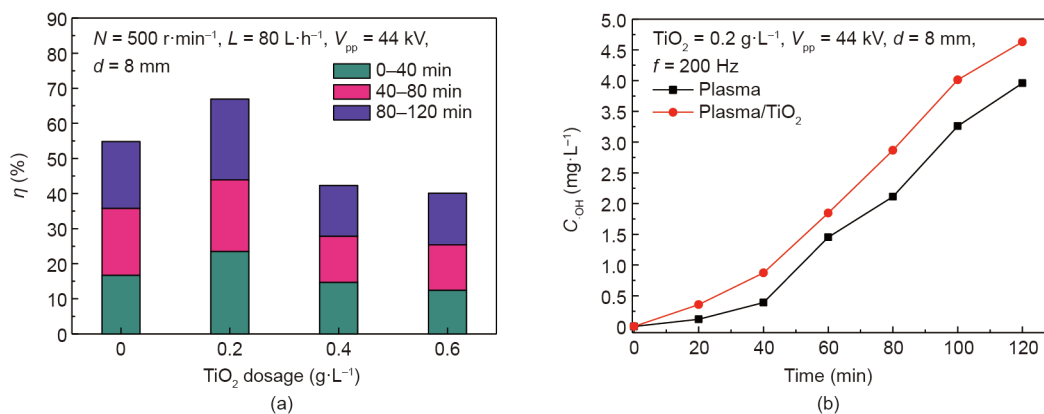 N = 500 r·min⁻¹, L = 80 L·h⁻¹, Vpp = 44 kV,
d = 8 mm
0–40 min
40–80 min
80–120 min
90
80
70
60
50
40
30
20
10
0
η (%)
0 0.2 0.4 0.6
TiO₂ dosage (g·L⁻¹)
(a)
TiO₂ = 0.2 g·L⁻¹, Vpp = 44 kV, d = 8 mm,
f = 200 Hz
Plasma
Plasma/TiO₂
5.0
4.5
4.0
3.5
3.0
2.5
2.0
1.5
1.0
0.5
0
C·OH (mg·L⁻¹)
0 20 40 60 80 100 120
Time (min)
(b)